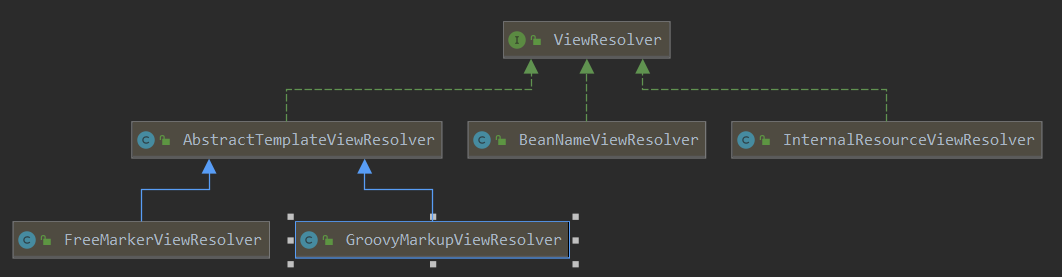 I ViewResolver
C AbstractTemplateViewResolver
C BeanNameViewResolver
C InternalResourceViewResolver
C FreeMarkerViewResolver
C GroovyMarkupViewResolver